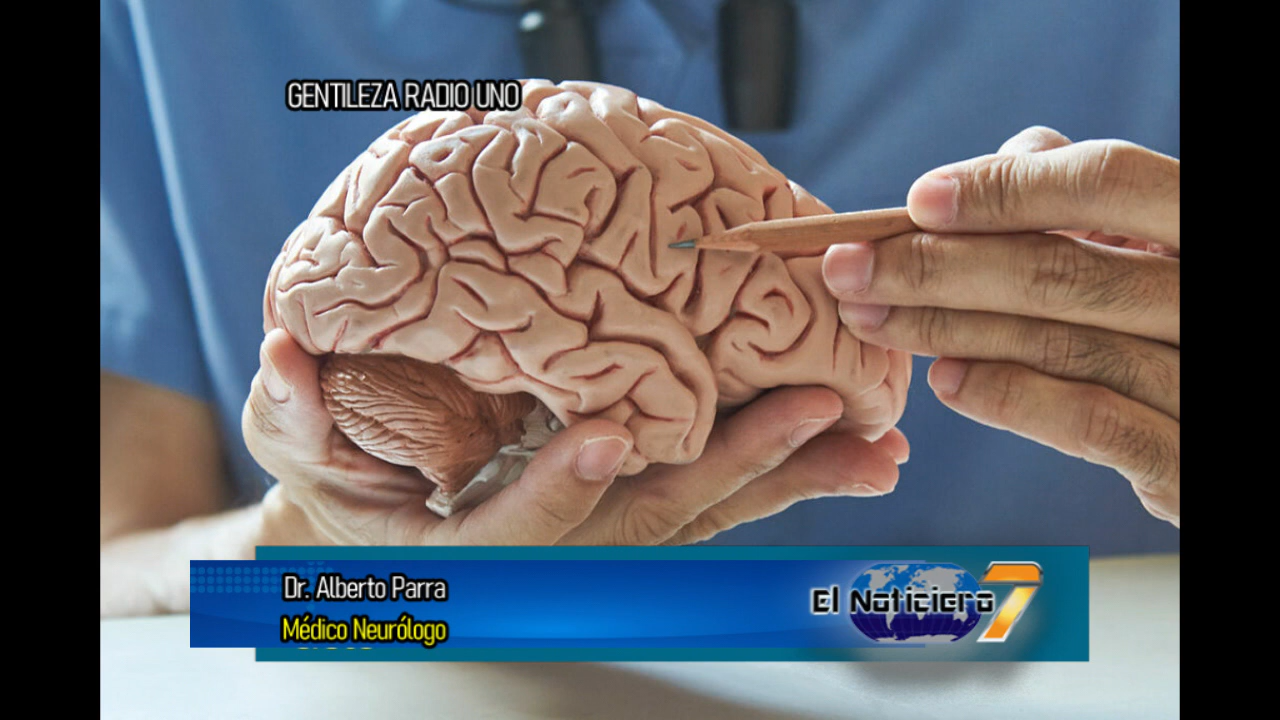 GENTILEZA RADIO UNO
Dr. Alberto Parra
Médico Neurólogo
El Noticiero 7